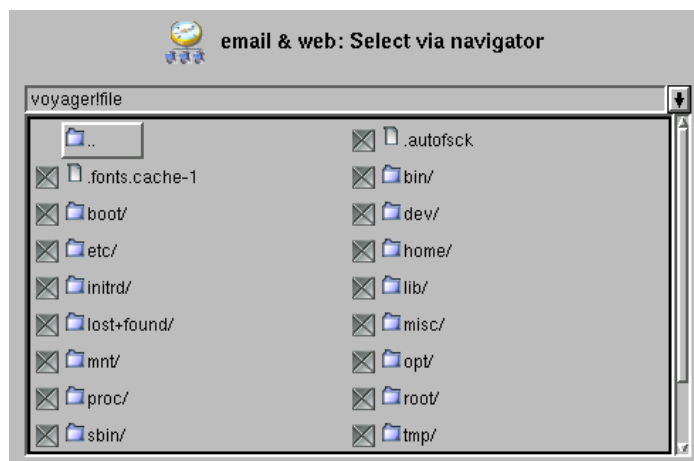 email & web: Select via navigator
voyager!file
.. .autofsck
.fonts.cache-1 bin/
boot/ dev/
etc/ home/
initrd/ lib/
lost+found/ misc/
mnt/ opt/
proc/ root/
sbin/ tmp/